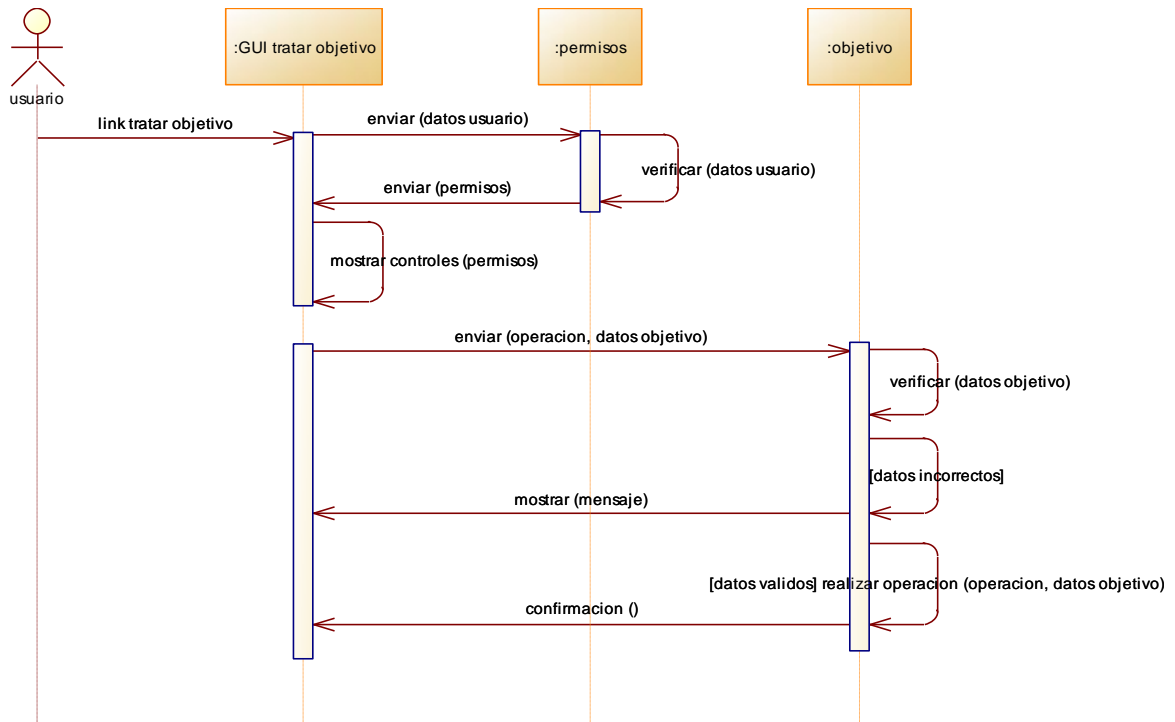 :GUI tratar objetivo
:permisos
:objetivo
usuario
link tratar objetivo
enviar (datos usuario)
verificar (datos usuario)
enviar (permisos)
mostrar controles (permisos)
enviar (operacion, datos objetivo)
verificar (datos objetivo)
[datos incorrectos]
mostrar (mensaje)
[datos validos] realizar operacion (operacion, datos objetivo)
confirmacion ()